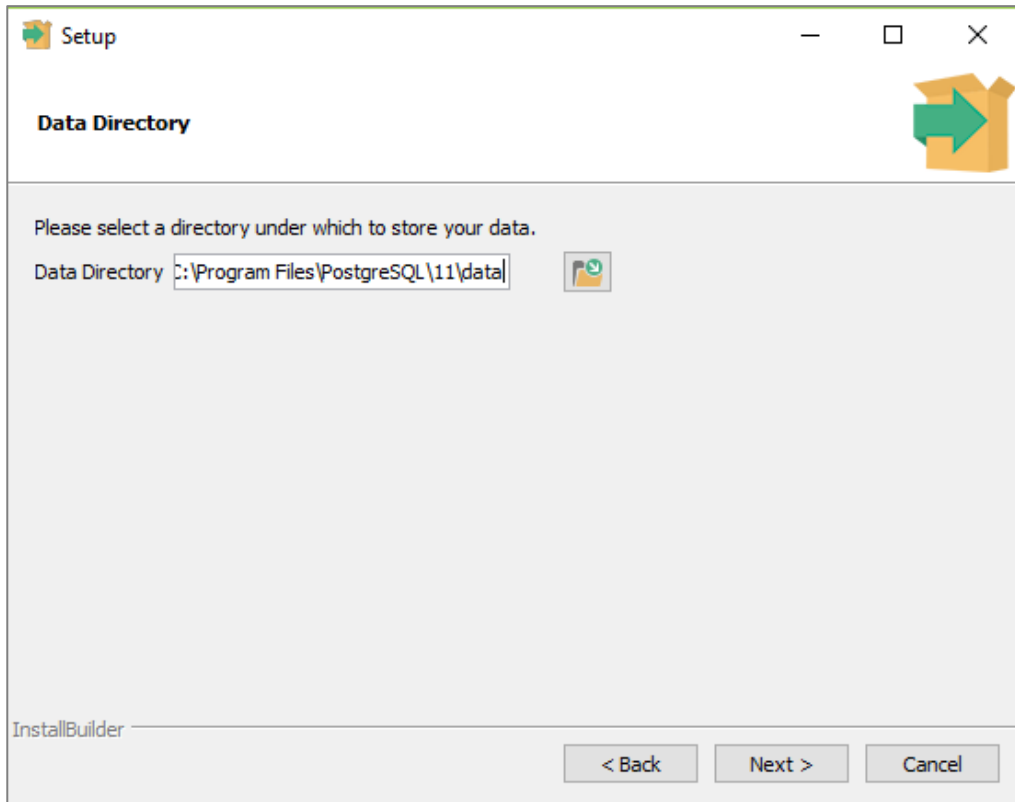 Setup
Data Directory
Please select a directory under which to store your data.
Data Directory C:\Program Files\PostgreSQL\11\data
InstallBuilder
< Back Next > Cancel